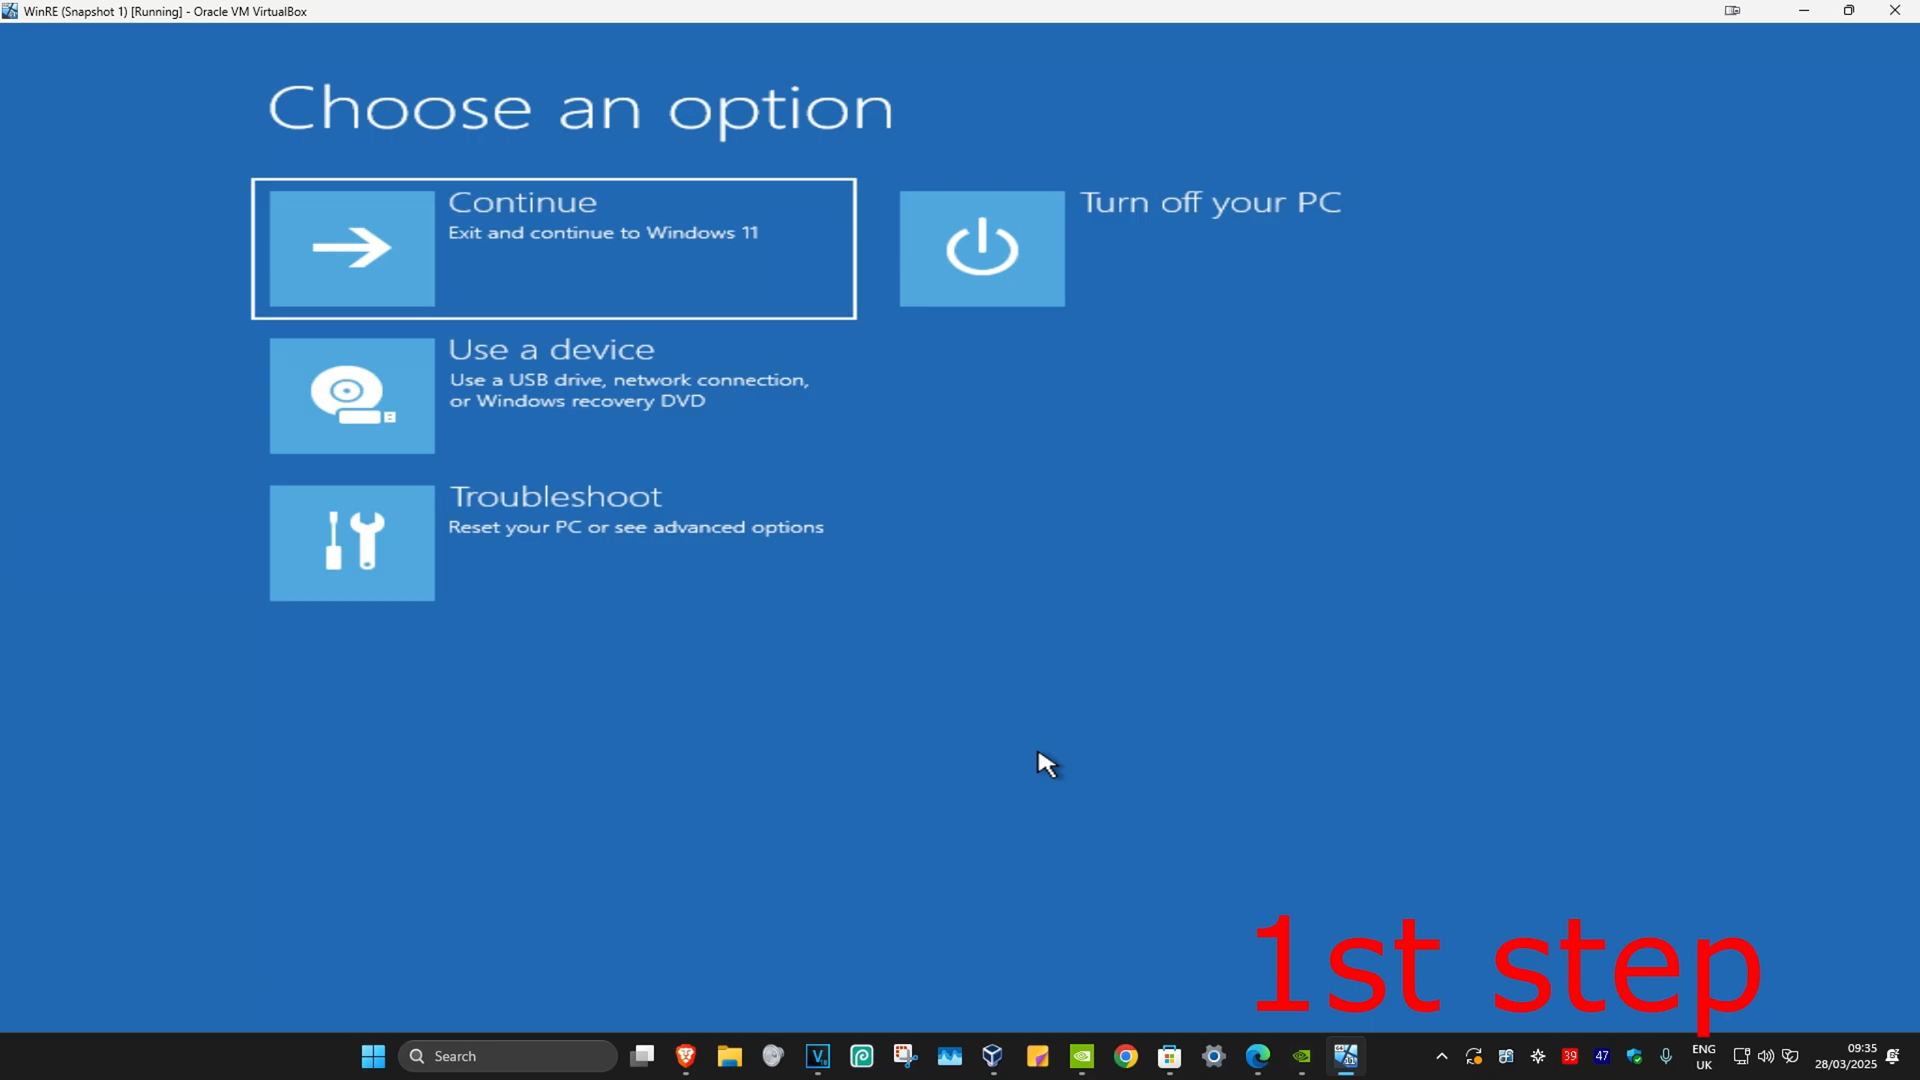 WinRE (Snapshot 1) [Running] - Oracle VM VirtualBox
Choose an option
Continue
Exit and continue to Windows 11
Turn off your PC
Use a device
Use a USB drive, network connection,
or Windows recovery DVD
Troubleshoot
Reset your PC or see advanced options
1st step
Search
39
47
ENG
UK
09:35
28/03/2025